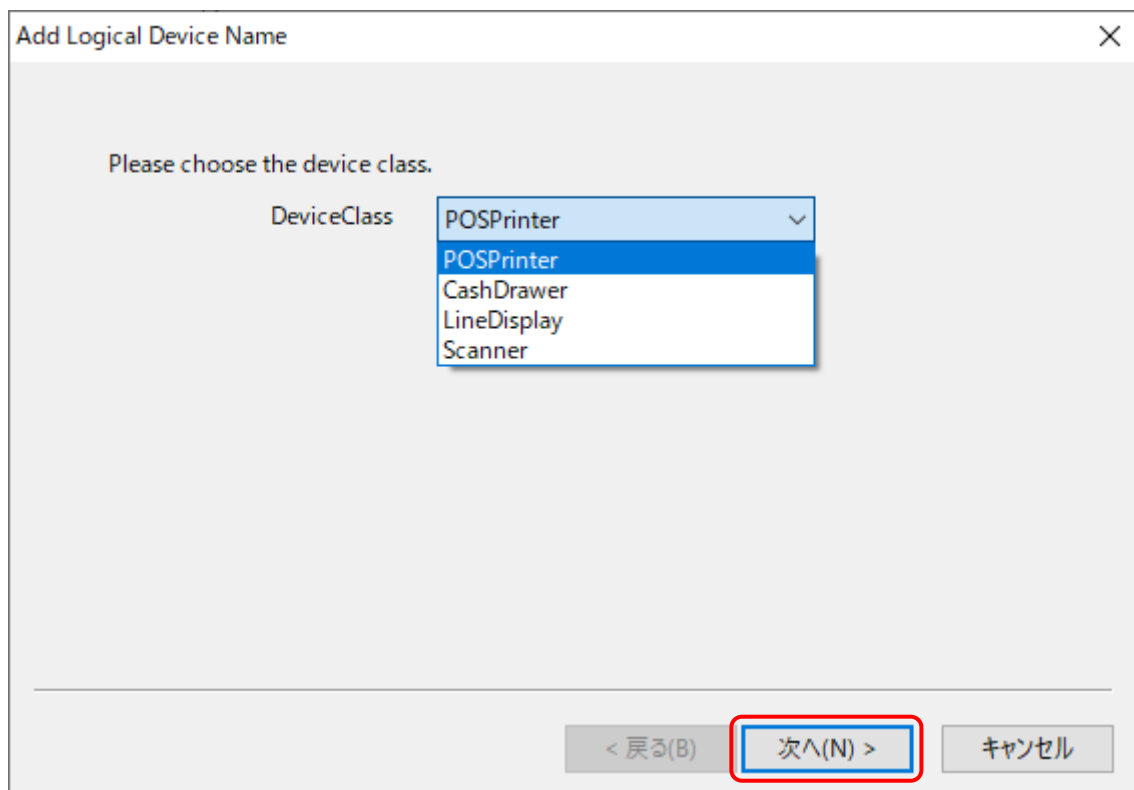 Add Logical Device Name
Please choose the device class.
DeviceClass POSPrinter
POSPrinter
CashDrawer
LineDisplay
Scanner
< 戻る(B) 次へ(N) > キャンセル